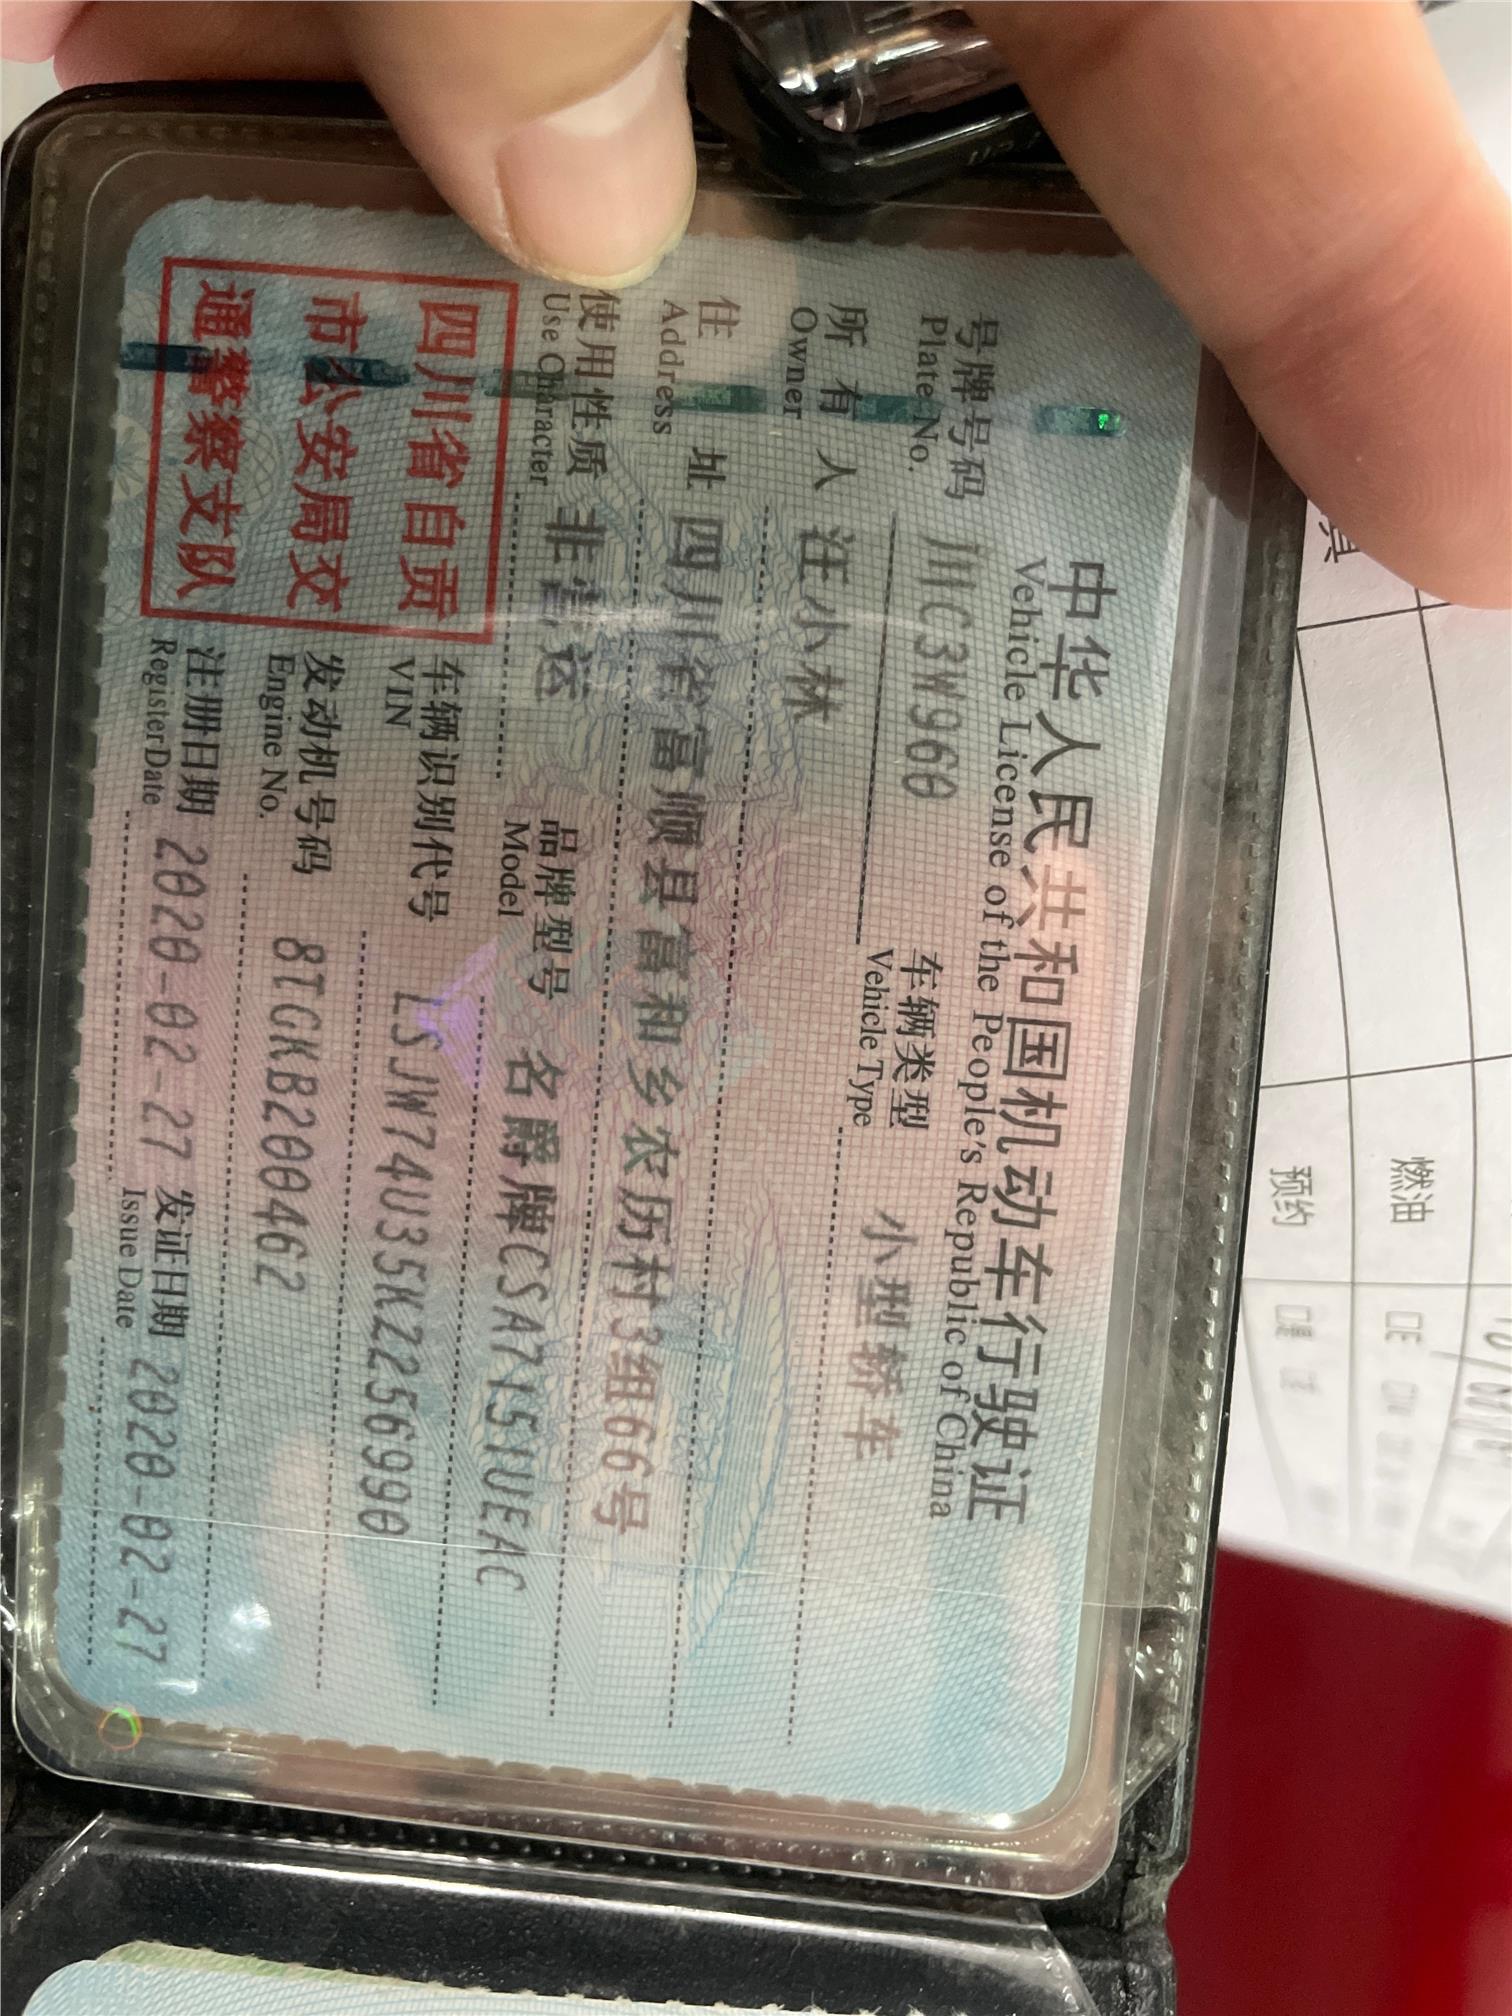 中华人民共和国机动车行驶证
Vehicle License of the People's Republic of China
号牌号码 川C3W960 车辆类型 小型轿车
Plate No. Vehicle Type
所有人 汪小林
Owner
住址 四川省富顺县富和乡农历村3组66号
Address
使用性质 非营运 品牌型号 名爵牌CSA7151UEAC
Use Character Model
四川省自贡
市公安局交
通警察支队
车辆识别代号 LSJW74U35KZ256990
VIN
发动机号码 8TGKB200462
Engine No.
注册日期 2020-02-27 发证日期 2020-02-27
Register Date Issue Date
燃油
预约